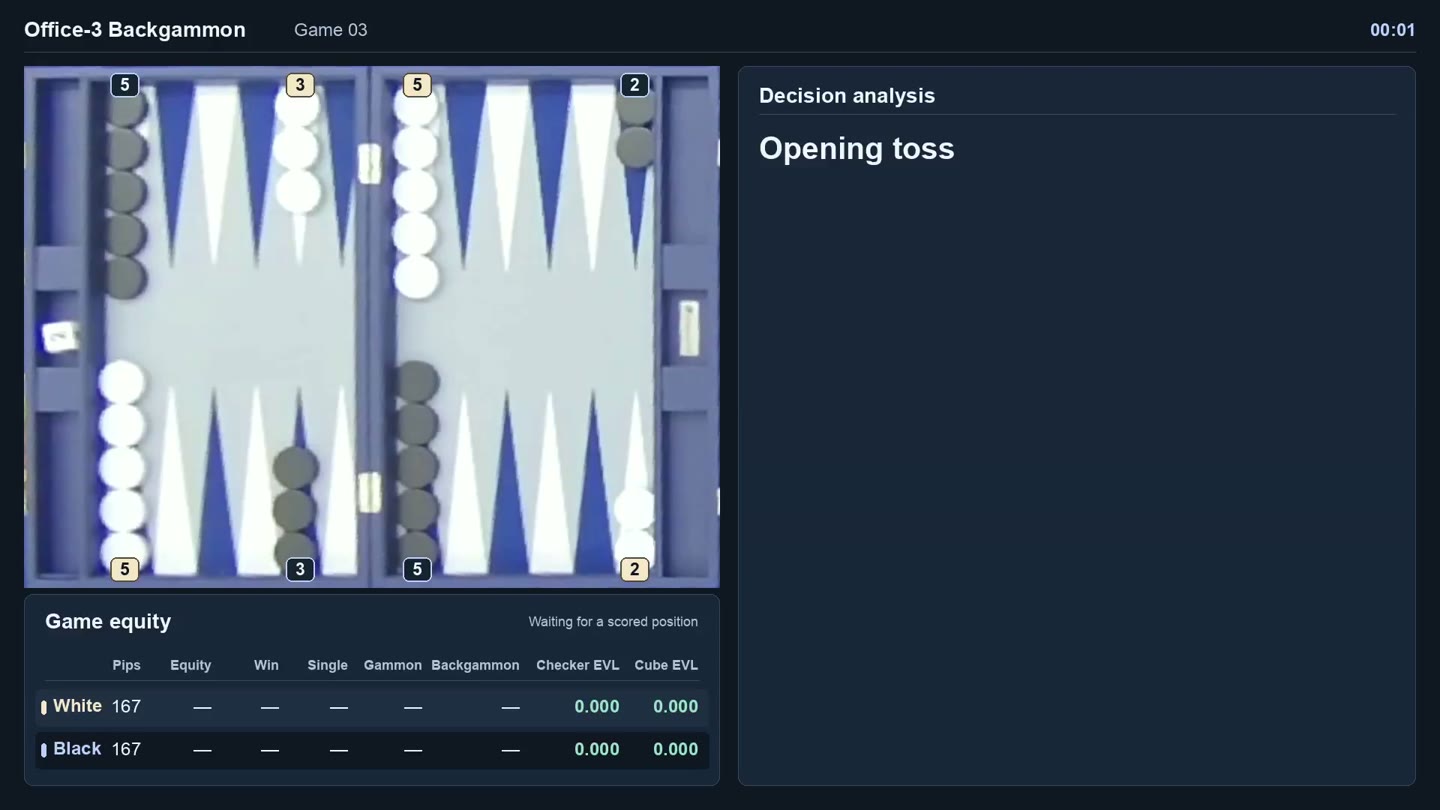 Office-3 Backgammon Game 03 00:01
5 3 5 2
5 3 5 2
Decision analysis
Opening toss
Game equity Waiting for a scored position
Pips Equity Win Single Gammon Backgammon Checker EVL Cube EVL
White 167 — — — — — 0.000 0.000
Black 167 — — — — — 0.000 0.000